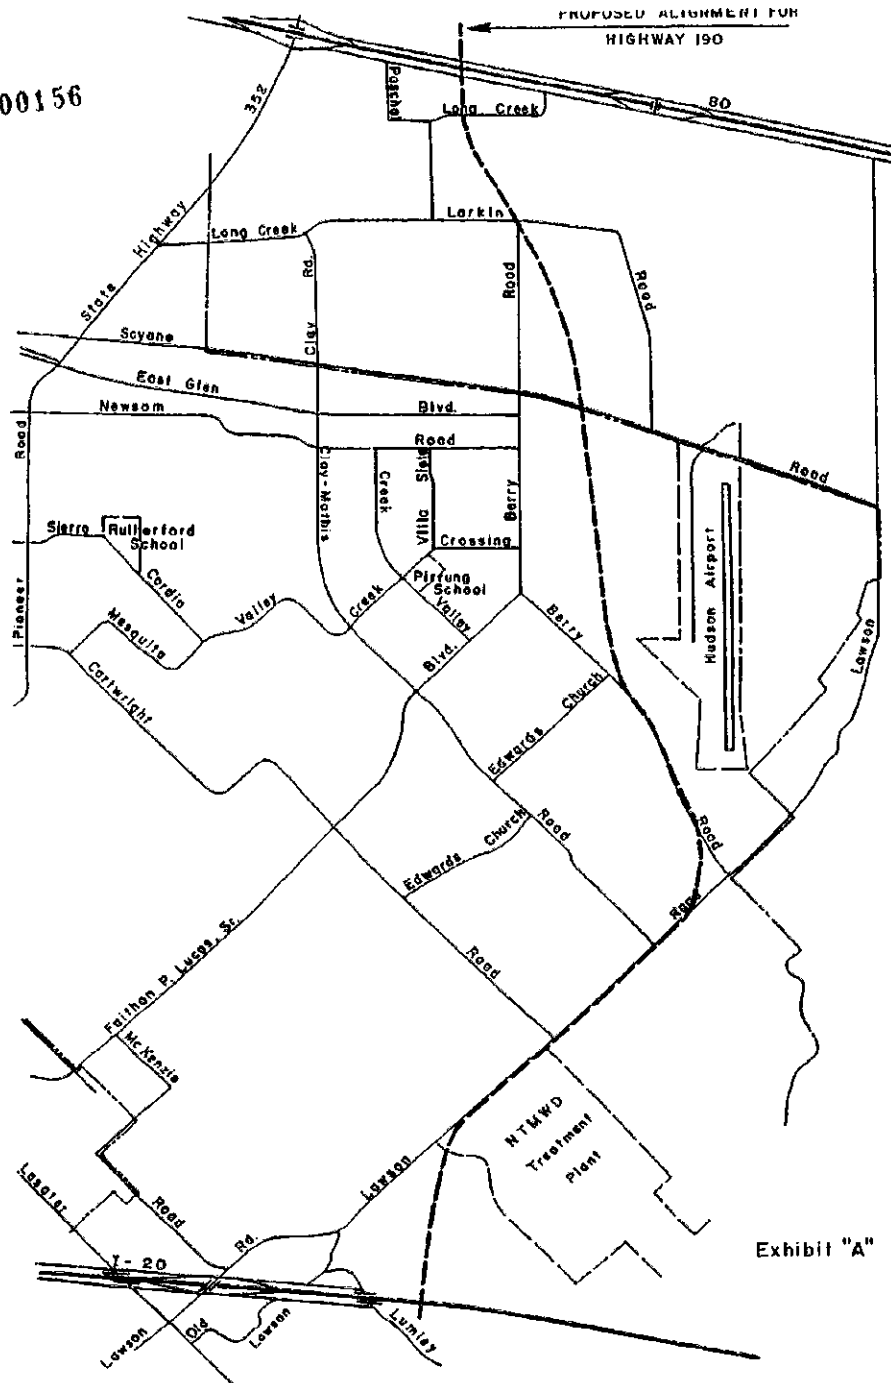 PROPOSED ALIGNMENT FOR
HIGHWAY 190
00156
352
80
Paschal
Long Creek
State Highway
Long Creek
Larkin
Road
Rd.
Road
Clay
Scyene
East Glen
Blvd.
Newsom
Road
Road
Road
Clay - Mathis
Creek
Villa
Siete
Berry
Crossing
Sierra
Rutherford
School
Cordia
Pirrung
School
Pioneer
Mesquite
Valley
Creek
Valley
Blvd.
Berry
Hudson Airport
Lawson
Cartwright
Edwards Church
Edwards Church
Road
Road
Road
Road
Faithon P. Lucas, Sr.
McKenzie
NTMWD
Treatment
Plant
Lawson
Lasater
Road
Rd.
I-20
Exhibit "A"
Lawson
Old
Lawson
Lumley